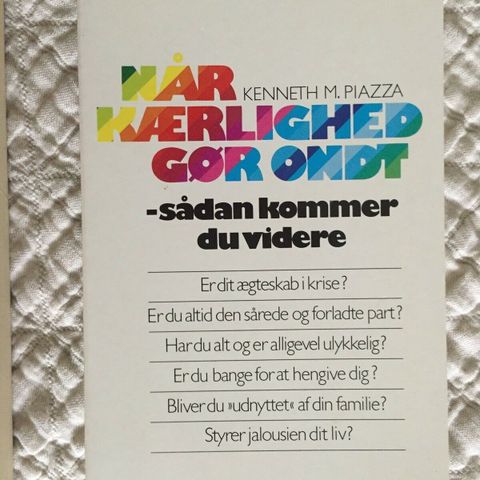 NÅR
KENNETH M. PIAZZA
KÆRLIGHED
GØR ONDT
-sådan kommer
du videre
Er dit ægteskab i krise?
Er du altid den sårede og forladte part?
Har du alt og er alligevel ulykkelig?
Er du bange for at hengive dig?
Bliver du »udnyttet« af din familie?
Styrer jalousien dit liv?